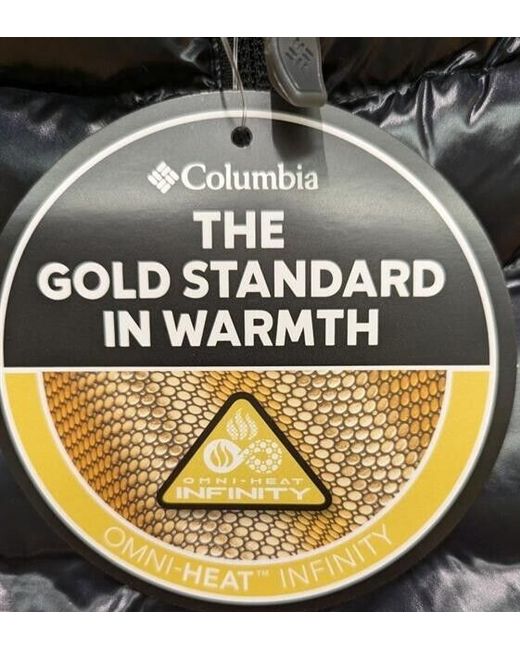 Columbia
THE
GOLD STANDARD
IN WARMTH
OMNI-HEAT
INFINITY
OMNI-HEAT™ INFINITY